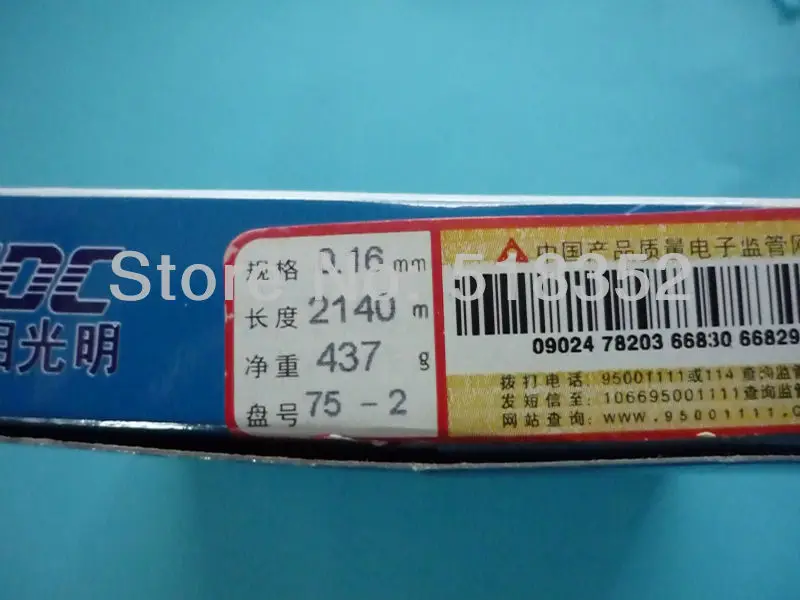 JDC
光明
规格 0.16 mm
长度 2140 m
净重 437 g
盘号 75-2
中国产品质量电子监管网
09024 78203 66830 66829
拨打电话: 95001111或114 查询监管
发短信至: 106695001111查询监
网站查询: www.95001111.c
Store No: 518352